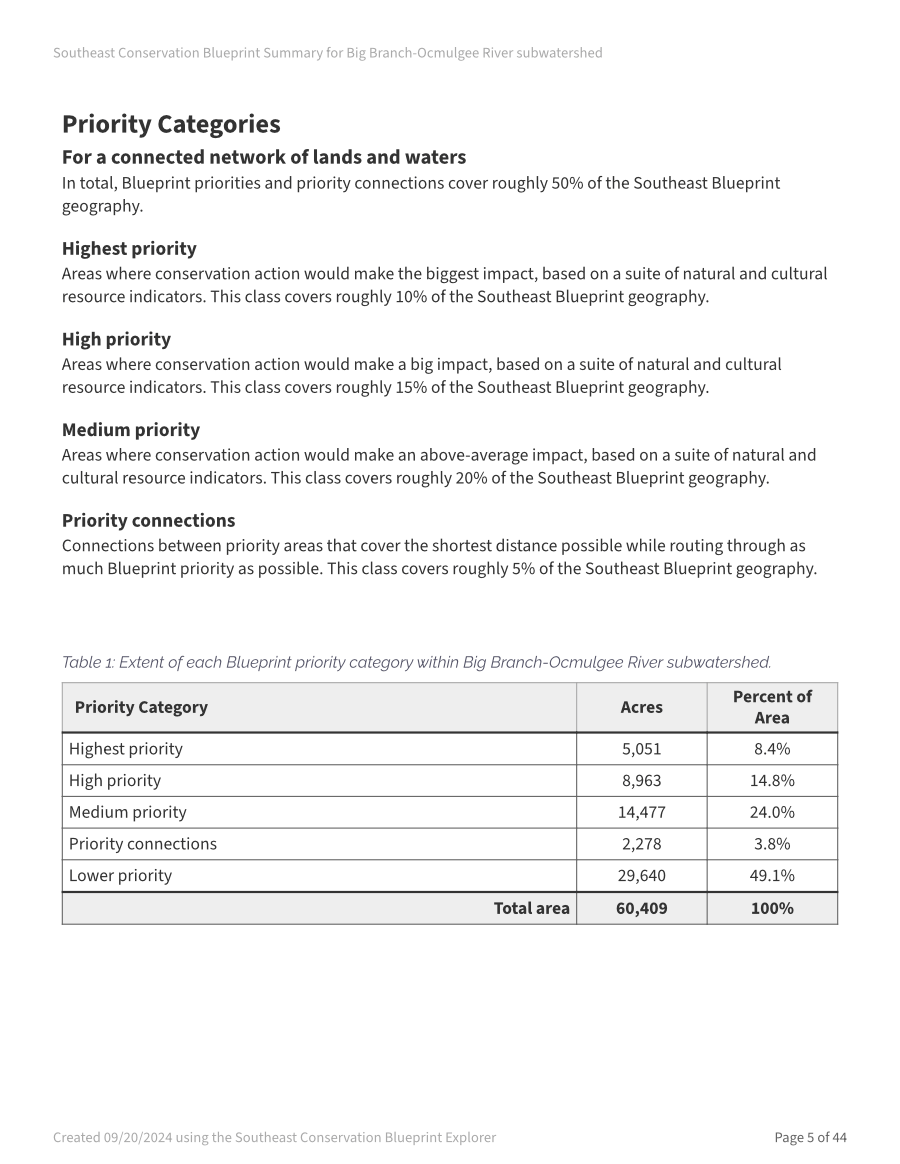 Southeast Conservation Blueprint Summary for Big Branch-Ocmulgee River subwatershed
Priority Categories
For a connected network of lands and waters
In total, Blueprint priorities and priority connections cover roughly 50% of the Southeast Blueprint
geography.
Highest priority
Areas where conservation action would make the biggest impact, based on a suite of natural and cultural
resource indicators. This class covers roughly 10% of the Southeast Blueprint geography.
High priority
Areas where conservation action would make a big impact, based on a suite of natural and cultural
resource indicators. This class covers roughly 15% of the Southeast Blueprint geography.
Medium priority
Areas where conservation action would make an above-average impact, based on a suite of natural and
cultural resource indicators. This class covers roughly 20% of the Southeast Blueprint geography.
Priority connections
Connections between priority areas that cover the shortest distance possible while routing through as
much Blueprint priority as possible. This class covers roughly 5% of the Southeast Blueprint geography.
Table 1: Extent of each Blueprint priority category within Big Branch-Ocmulgee River subwatershed.
Priority Category Acres Percent of
Area
Highest priority 5,051 8.4%
High priority 8,963 14.8%
Medium priority 14,477 24.0%
Priority connections 2,278 3.8%
Lower priority 29,640 49.1%
Total area 60,409 100%
Created 09/20/2024 using the Southeast Conservation Blueprint Explorer Page 5 of 44